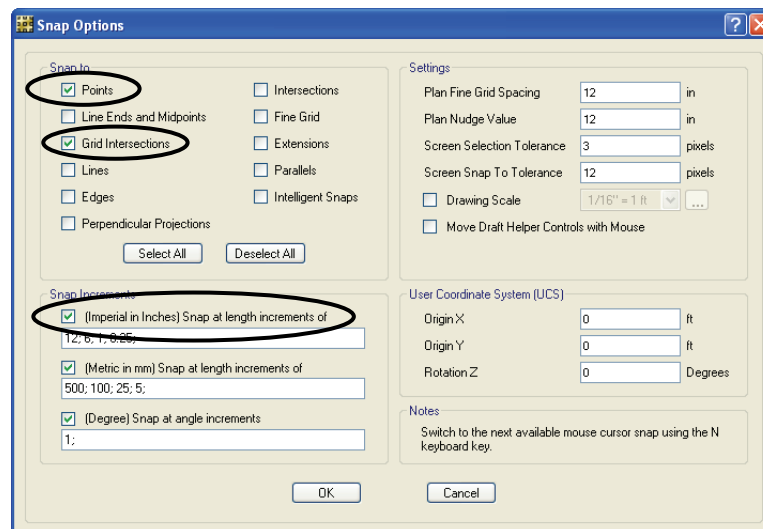 Snap Options
Snap to
Points
Intersections
Line Ends and Midpoints
Fine Grid
Grid Intersections
Extensions
Lines
Parallels
Edges
Intelligent Snaps
Perpendicular Projections
Select All
Deselect All
Settings
Plan Fine Grid Spacing 12 in
Plan Nudge Value 12 in
Screen Selection Tolerance 3 pixels
Screen Snap To Tolerance 12 pixels
Drawing Scale 1/16" = 1 ft ...
Move Draft Helper Controls with Mouse
Snap Increments
(Imperial in Inches) Snap at length increments of
12; 6; 1; 0.25;
(Metric in mm) Snap at length increments of
500; 100; 25; 5;
(Degree) Snap at angle increments
1;
User Coordinate System (UCS)
Origin X 0 ft
Origin Y 0 ft
Rotation Z 0 Degrees
Notes
Switch to the next available mouse cursor snap using the N
keyboard key.
OK
Cancel